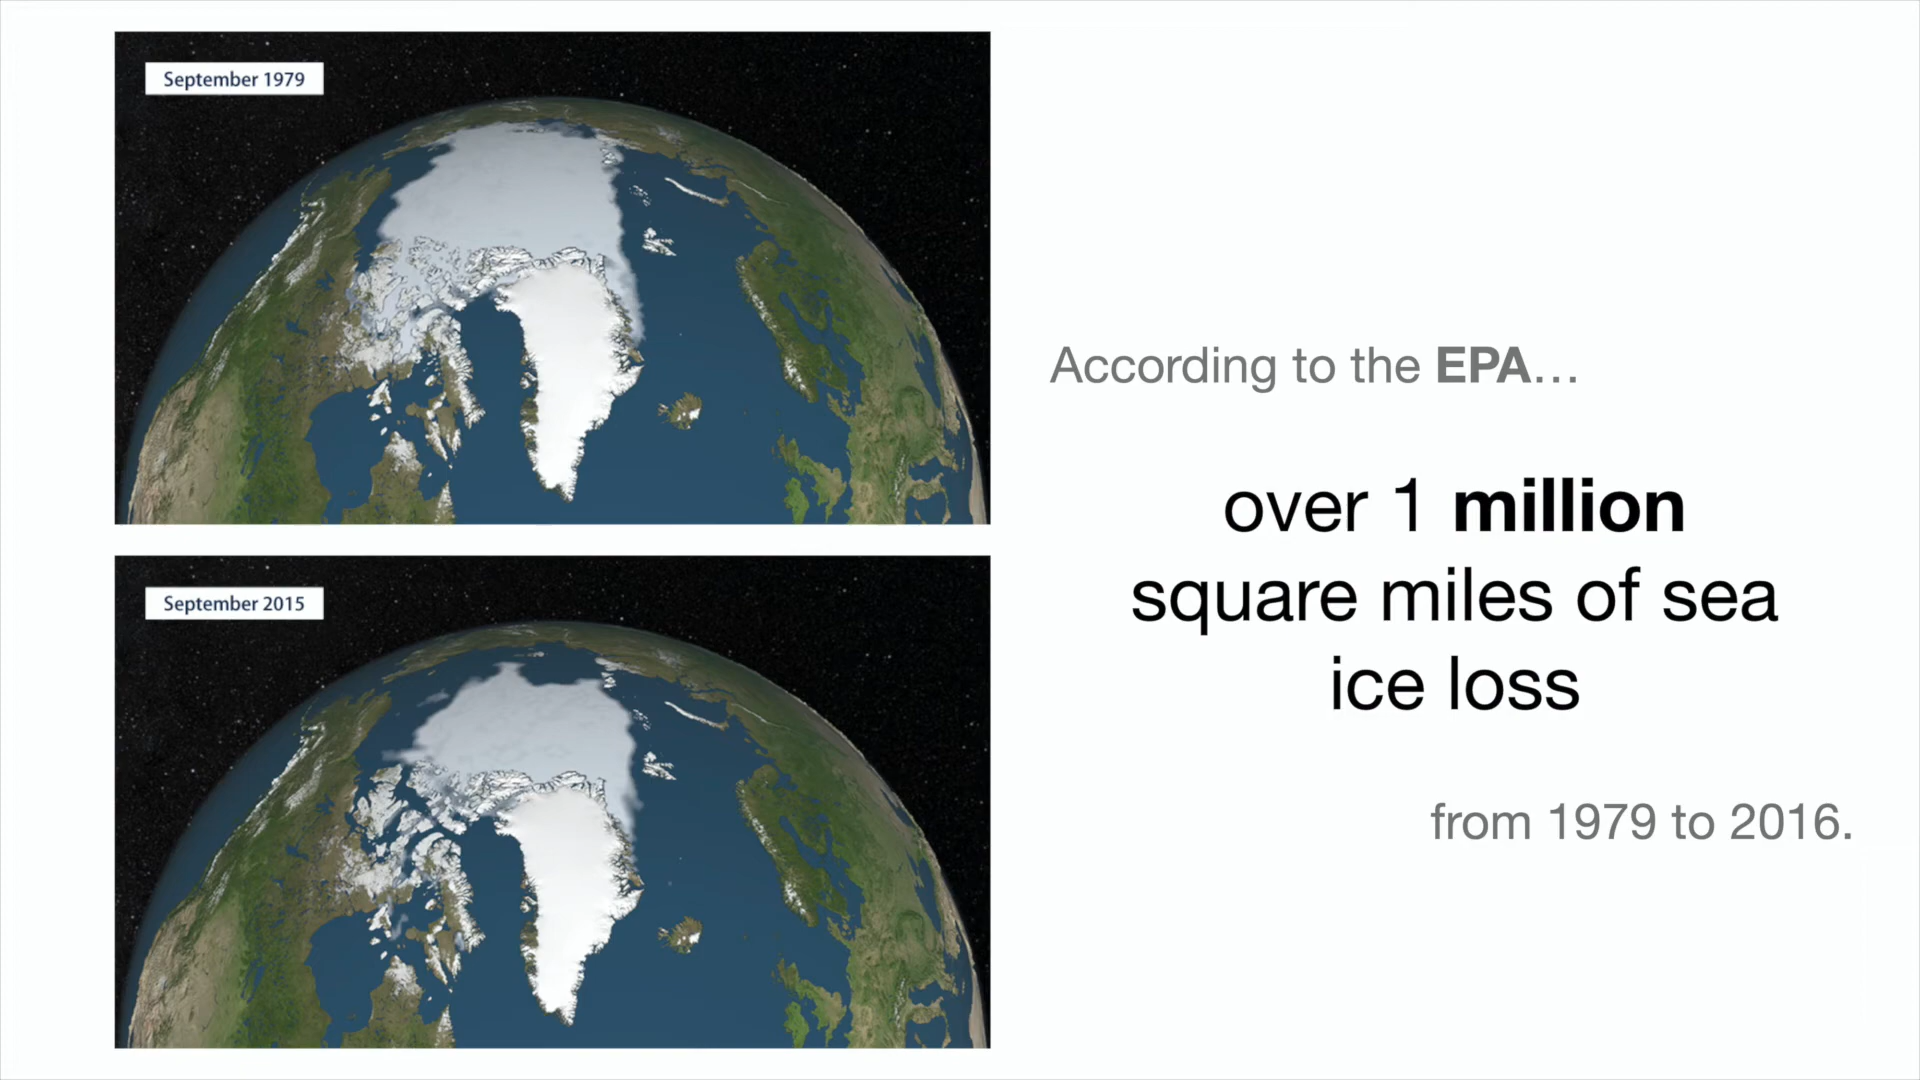 September 1979
September 2015
According to the EPA…
over 1 million
square miles of sea
ice loss
from 1979 to 2016.